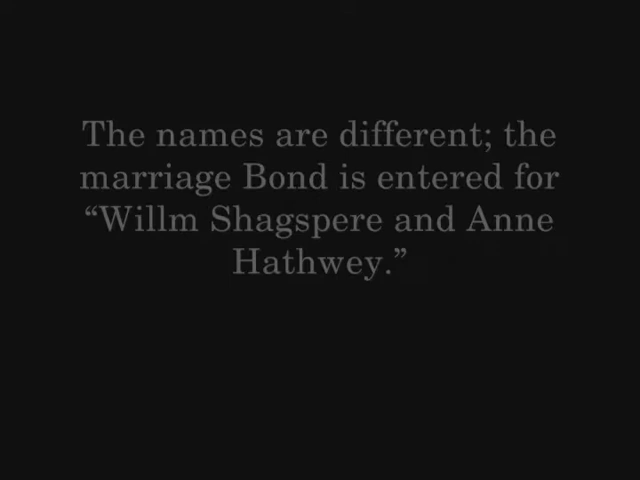 The names are different; the
marriage Bond is entered for
“Willm Shagspere and Anne
Hathwey.”